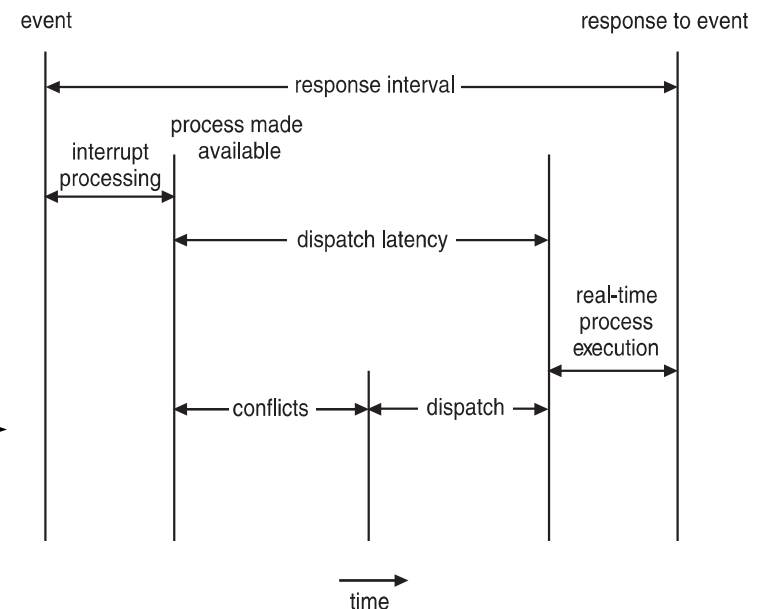 event
response to event
response interval
process made
available
interrupt
processing
dispatch latency
real-time
process
execution
conflicts
dispatch
time